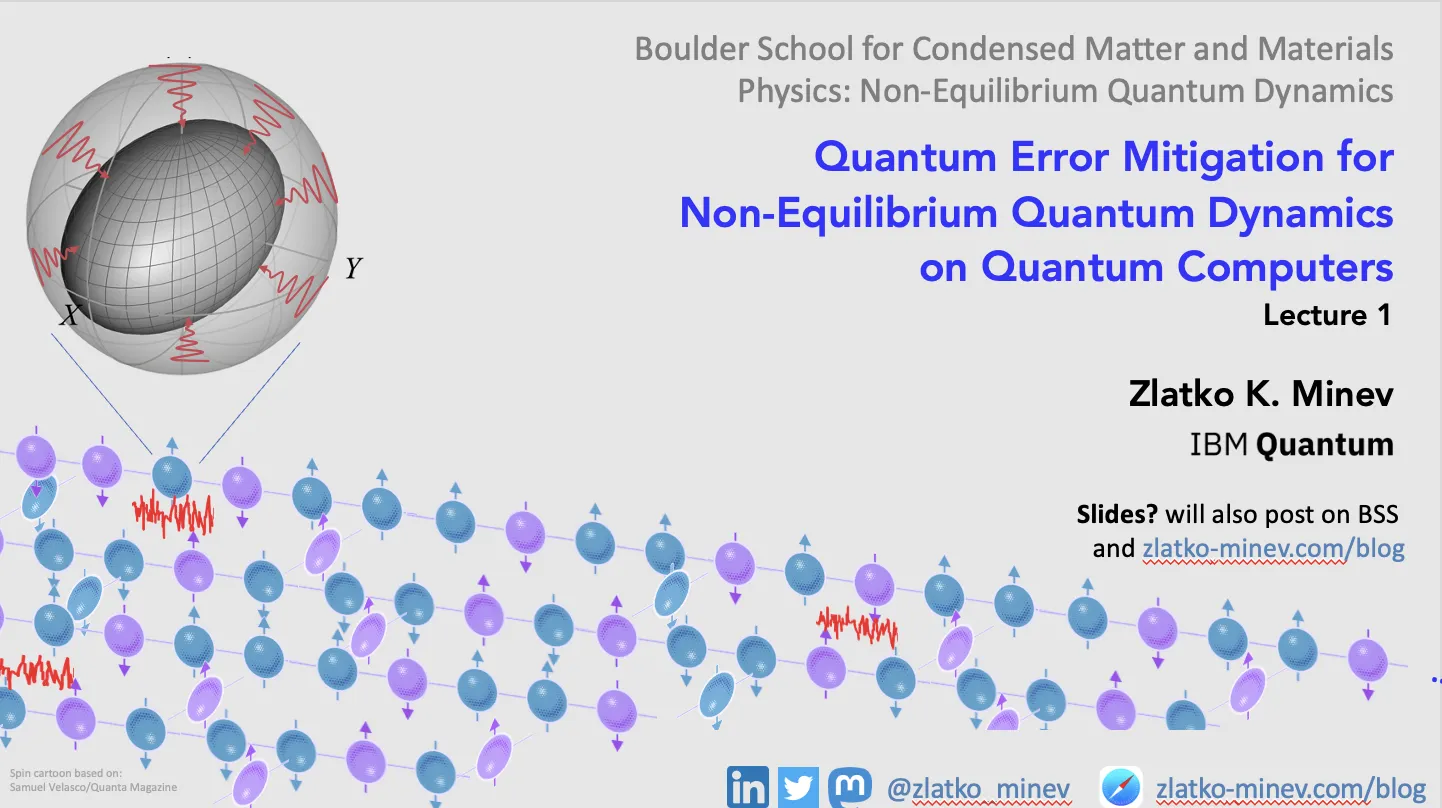 Boulder School for Condensed Matter and Materials
Physics: Non-Equilibrium Quantum Dynamics
Quantum Error Mitigation for
Non-Equilibrium Quantum Dynamics
on Quantum Computers
Lecture 1
Y
X
Zlatko K. Minev
IBM Quantum
Slides? will also post on BSS
and zlatko-minev.com/blog
Spin cartoon based on:
Samuel Velasco/Quanta Magazine
in
@zlatko_minev
zlatko-minev.com/blog